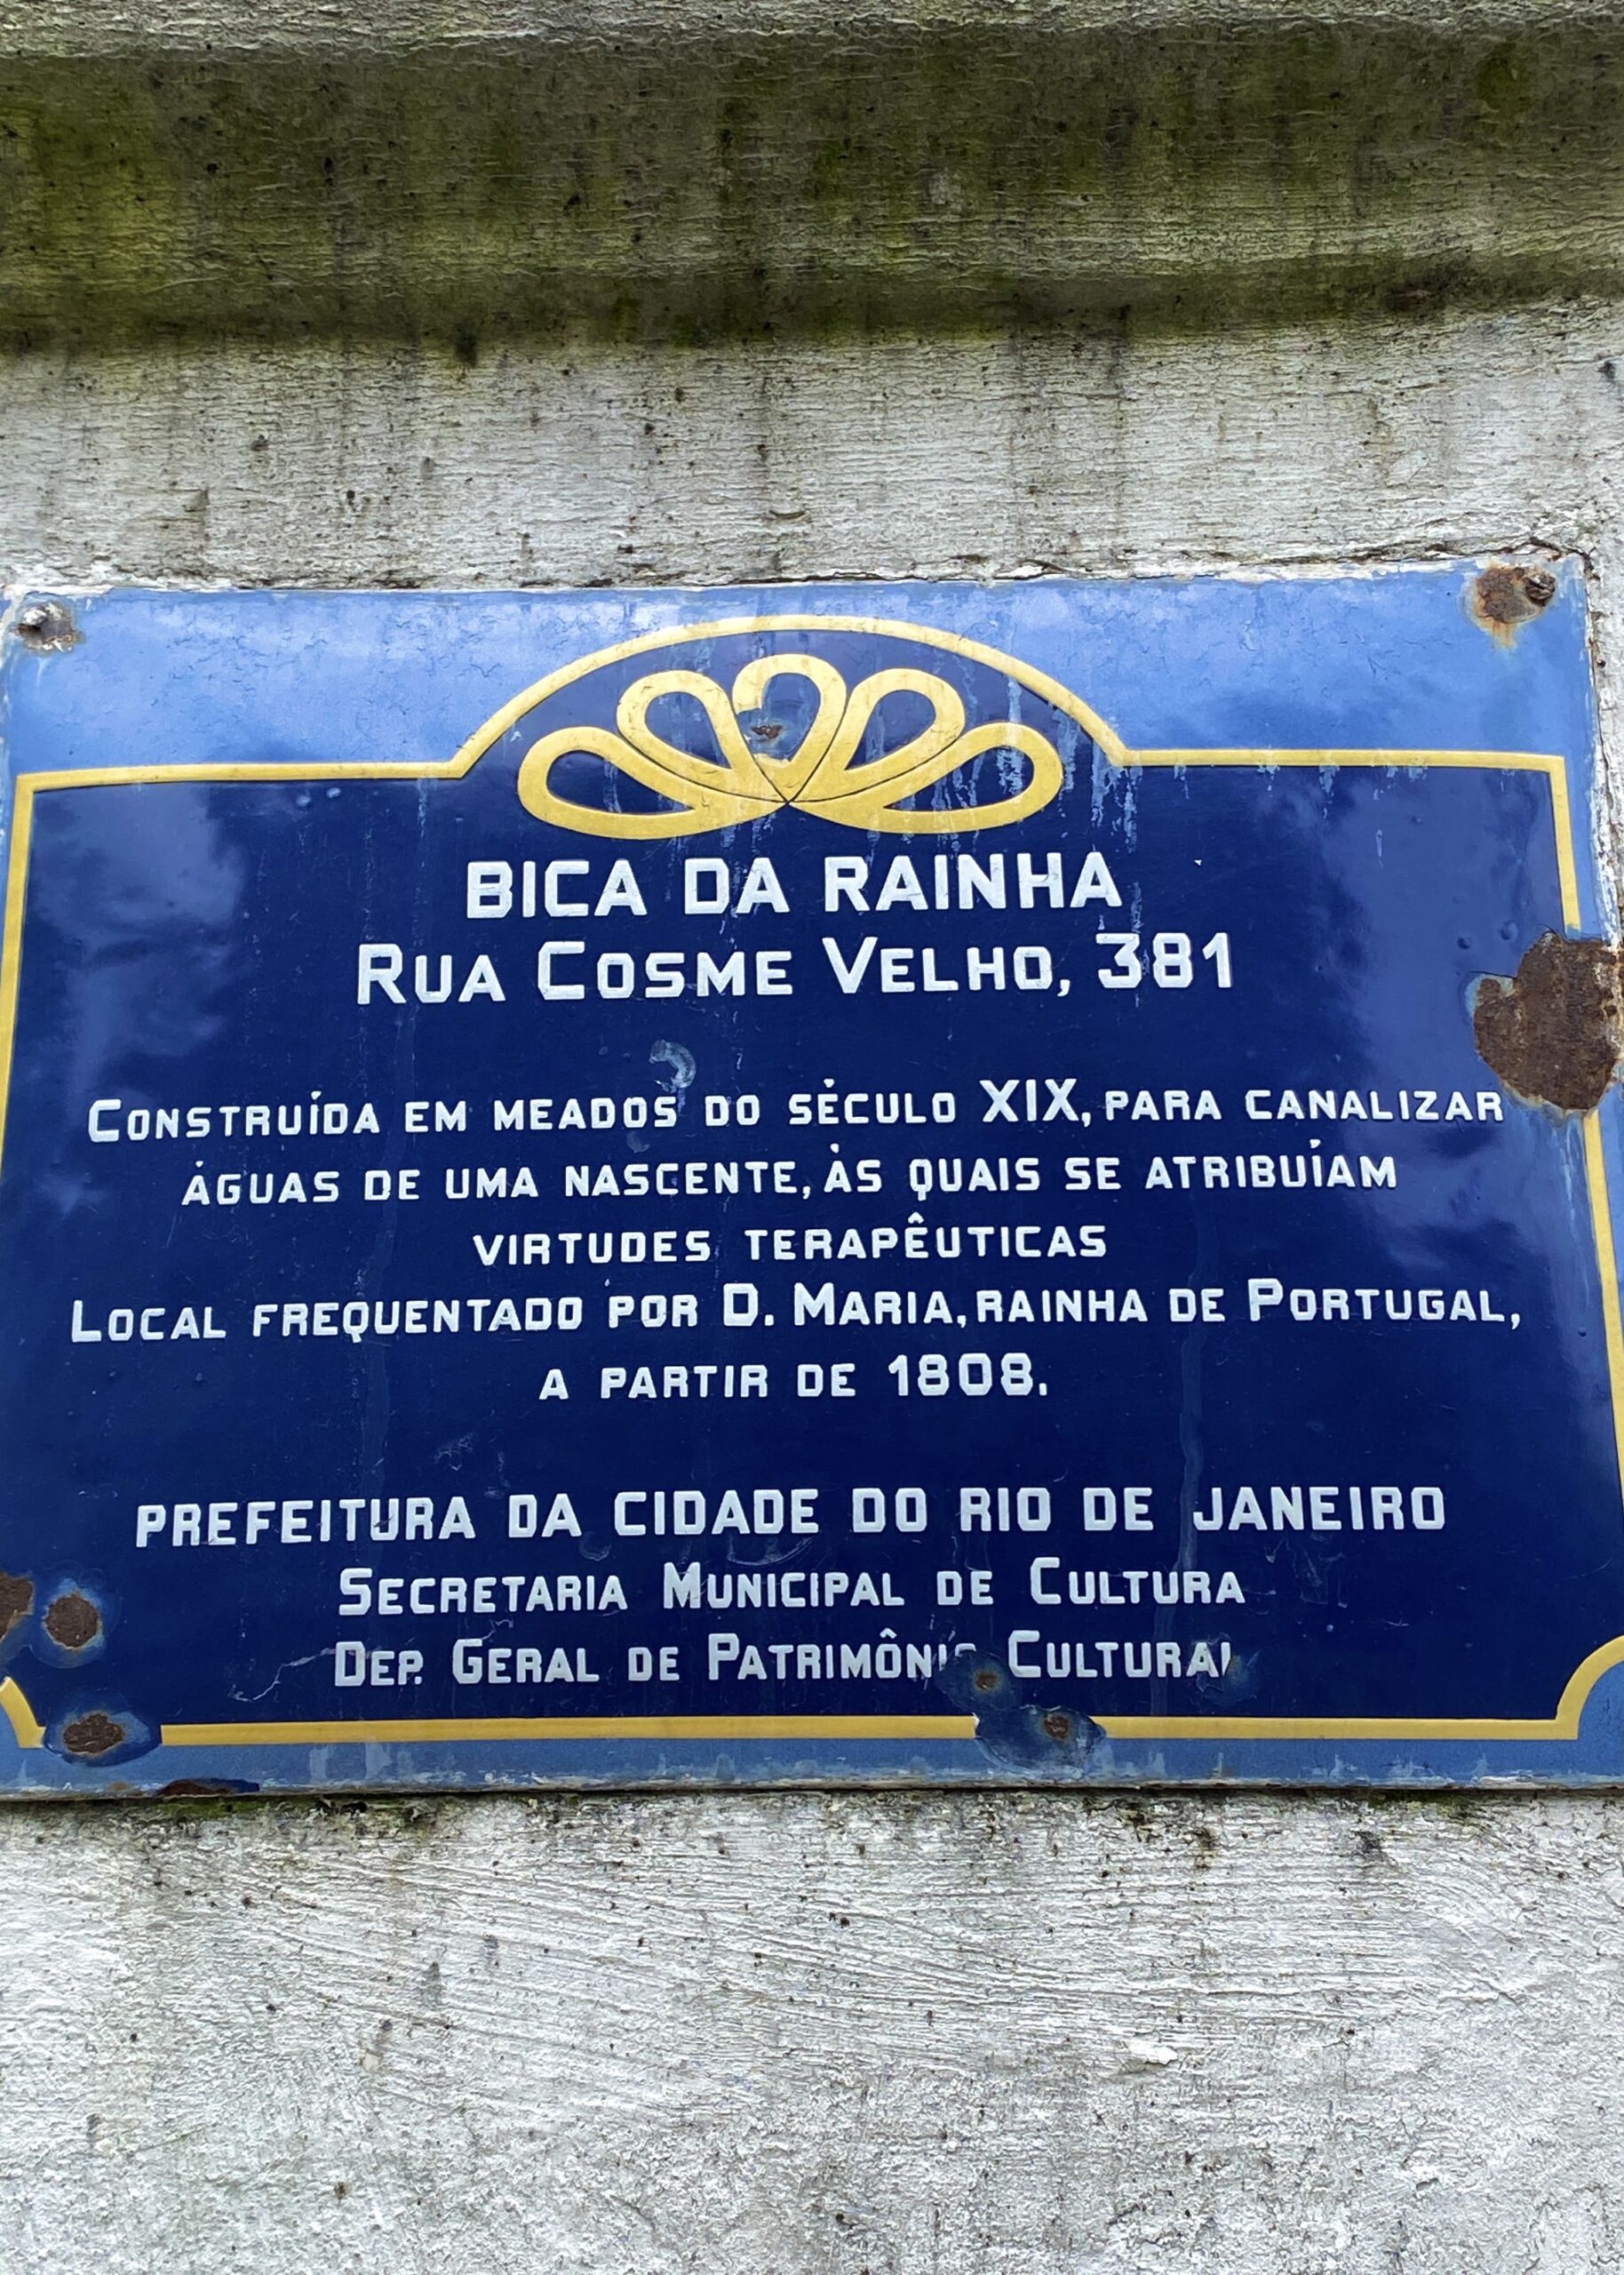 BICA DA RAINHA
RUA COSME VELHO, 381
CONSTRUÍDA EM MEADOS DO SÉCULO XIX, PARA CANALIZAR
ÁGUAS DE UMA NASCENTE, ÀS QUAIS SE ATRIBUÍAM
VIRTUDES TERAPÊUTICAS
LOCAL FREQUENTADO POR D. MARIA, RAINHA DE PORTUGAL,
A PARTIR DE 1808.
PREFEITURA DA CIDADE DO RIO DE JANEIRO
SECRETARIA MUNICIPAL DE CULTURA
DEP. GERAL DE PATRIMÔNIO CULTURAL